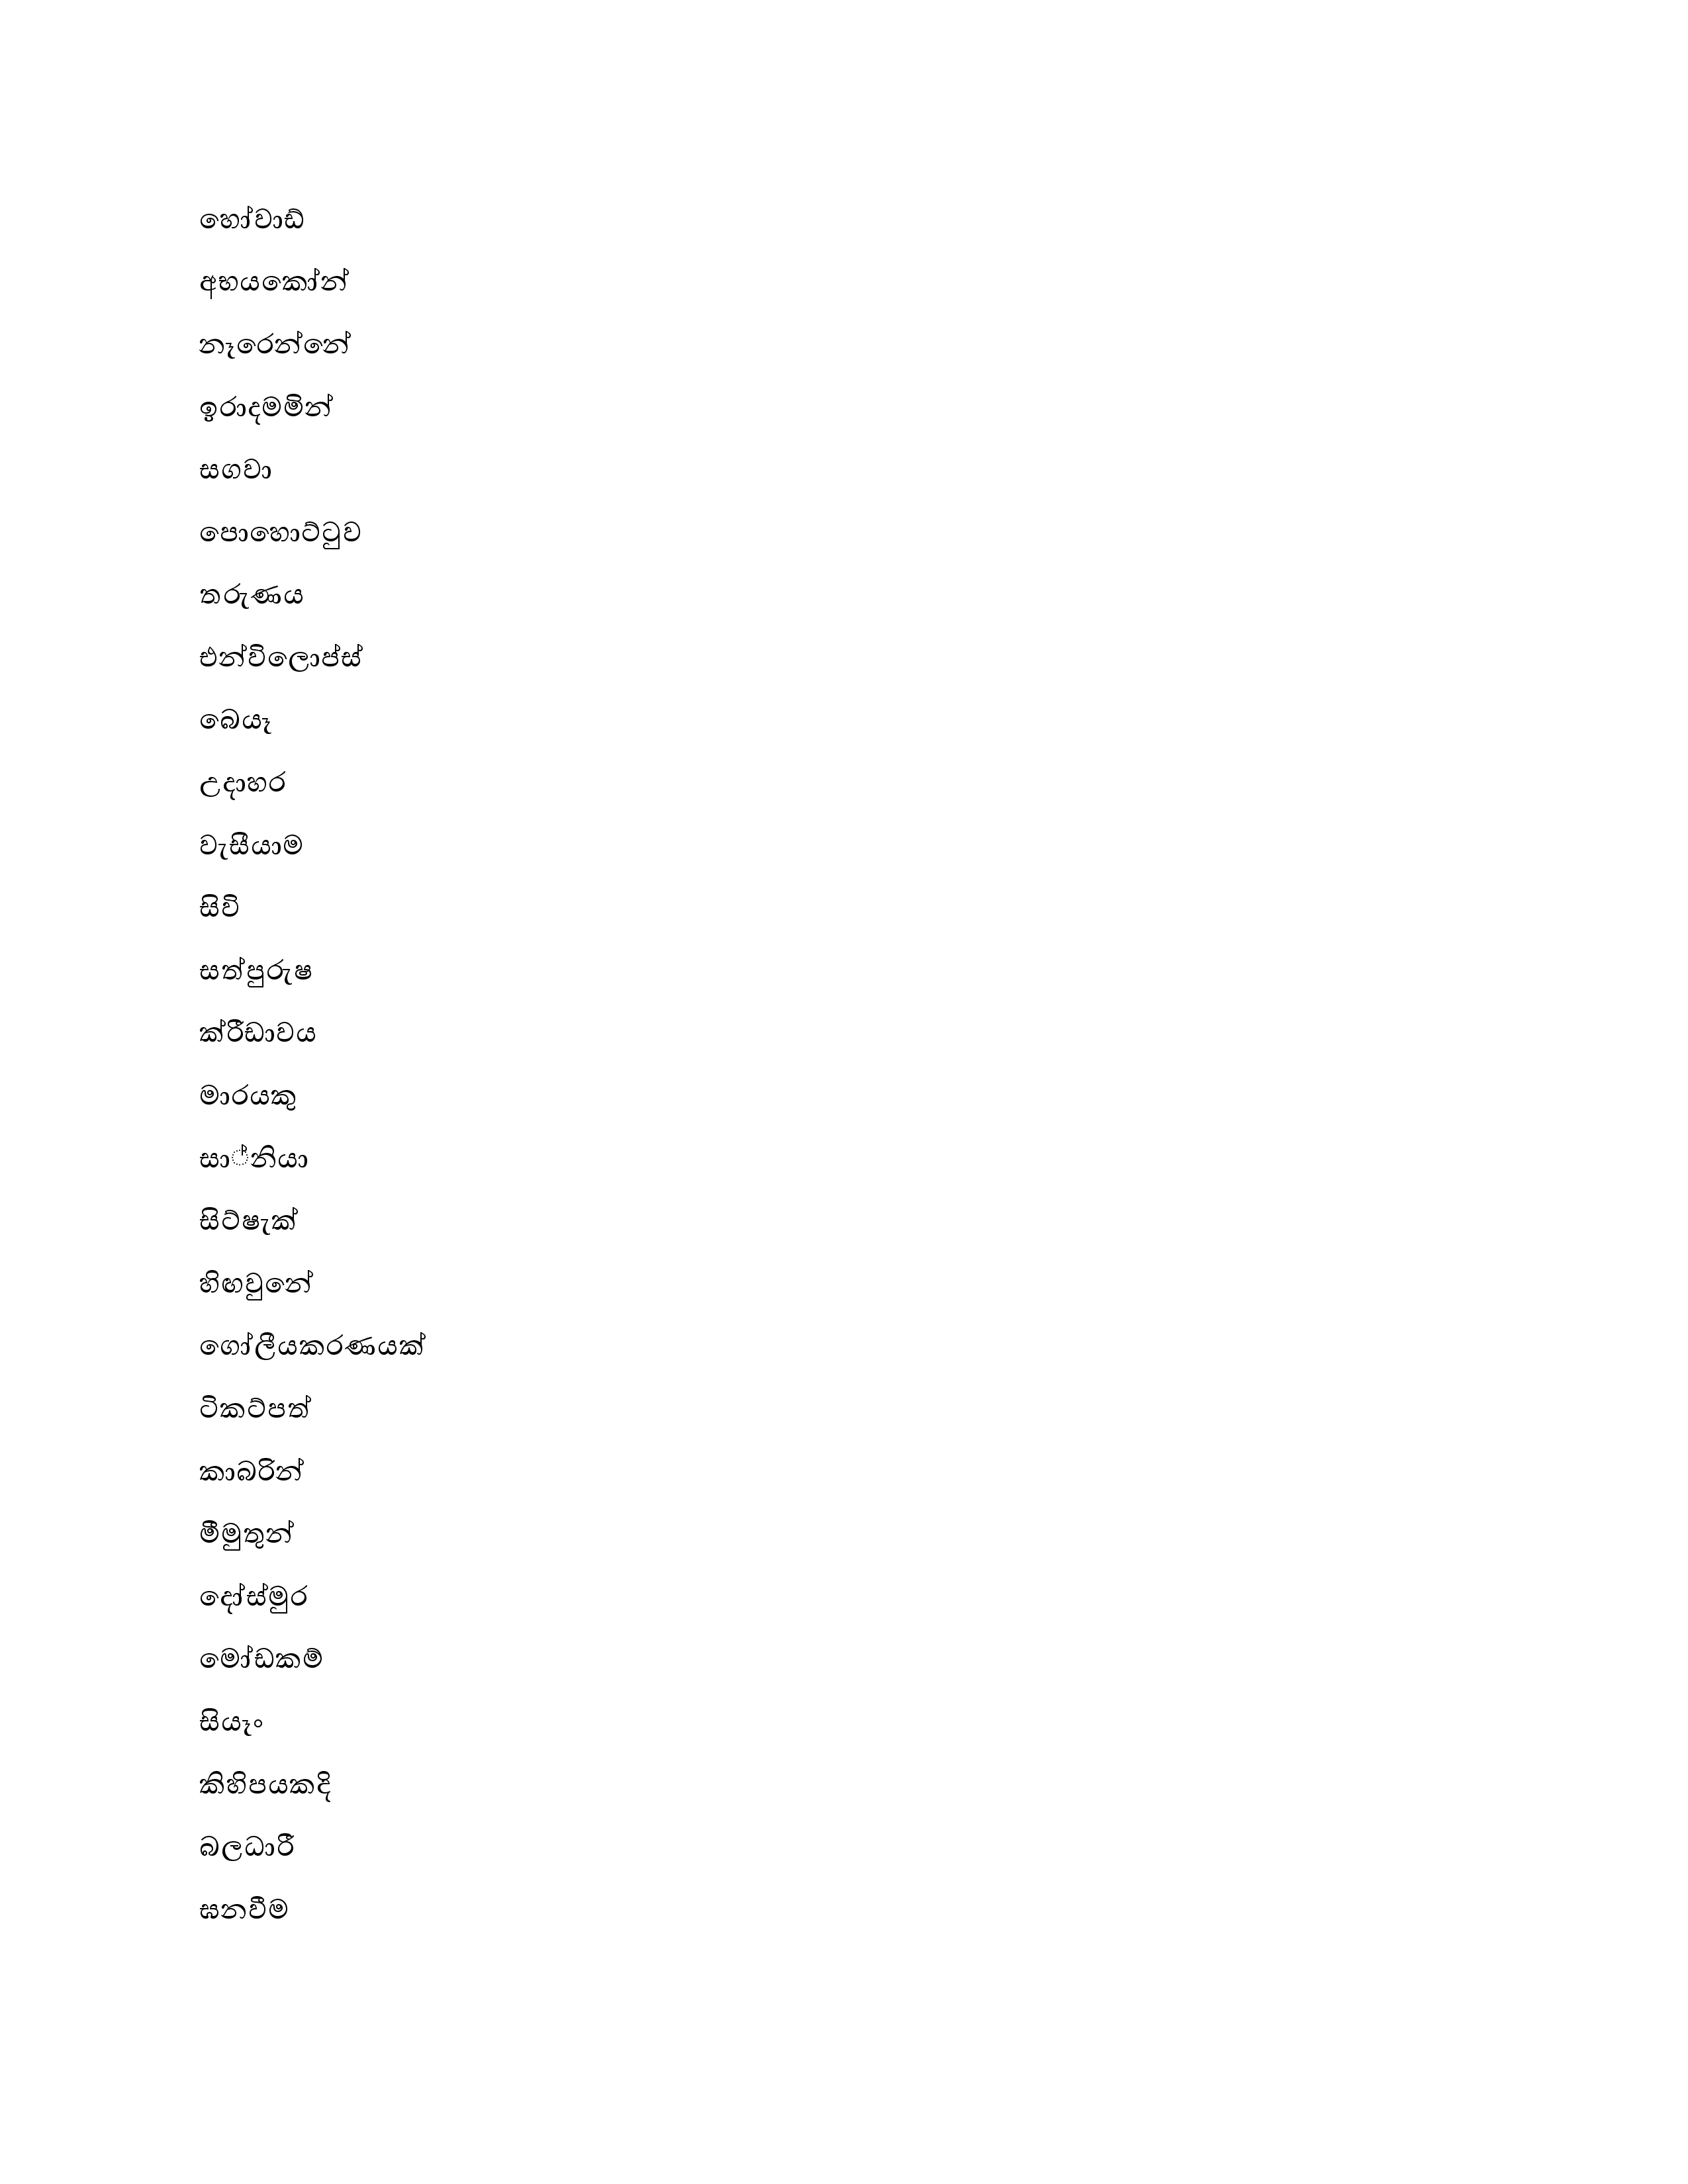 හෝවාඩ්
අභයකෝන්
නෑරෙන්නේ
ඉරාදමමින්
සගවා
පොහොට්ටුව
තරුණය
එන්විලොප්ස්
බෙයෑ
උදාහර
වැසීයාම
සිවි
සත්පුරුෂ
ක්රීඩාවය
මාරයකු
සා්නියා
සිටිෂැක්
හිඟවුනේ
ගෝලීයකරණයක්
ටිකට්පත්
කාබරින්
මීමුතුන්
දෝස්මුර
මෝඩකම්
සියෑං
කිහිපයකදි
බලධාරී
ඝනවීම